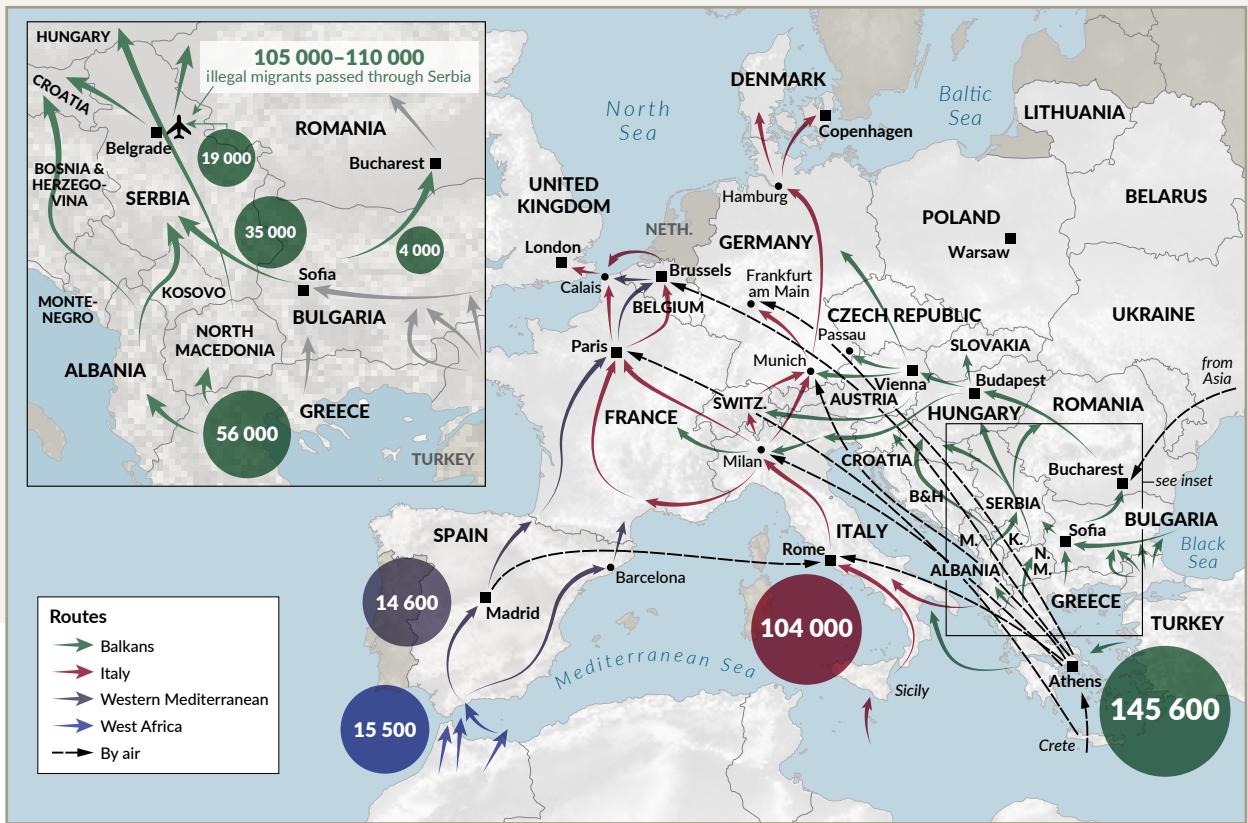 HUNGARY
105 000–110 000
illegal migrants passed through Serbia
CROATIA
ROMANIA
Belgrade
19 000
Bucharest
BOSNIA &
HERZEGO-
VINA
SERBIA
35 000
4 000
Sofia
KOSOVO
MONTE-
NEGRO
BULGARIA
NORTH
MACEDONIA
ALBANIA
GREECE
56 000
TURKEY
North
Sea
DENMARK
Copenhagen
Baltic
Sea
LITHUANIA
BELARUS
UNITED
KINGDOM
Hamburg
POLAND
Warsaw
NETH.
GERMANY
London
Brussels
Calais
Frankfurt
am Main
BELGIUM
CZECH REPUBLIC
UKRAINE
Passau
SLOVAKIA
Paris
Munich
from
Asia
Vienna
Budapest
AUSTRIA
SWITZ.
HUNGARY
ROMANIA
FRANCE
Milan
CROATIA
Bucharest
see inset
B&H
SERBIA
BULGARIA
SPAIN
ITALY
Sofia
M.
K.
N.
M.
Black
Sea
Rome
ALBANIA
Barcelona
14 600
Madrid
GREECE
104 000
TURKEY
Mediterranean Sea
Athens
Sicily
145 600
15 500
Crete
Routes
Balkans
Italy
Western Mediterranean
West Africa
By air